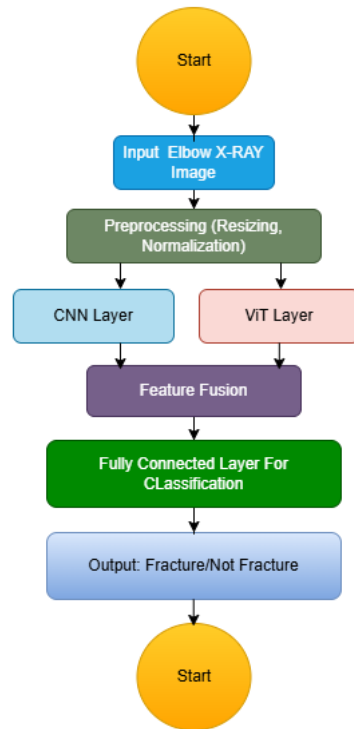 Start
Input Elbow X-RAY
Image
Preprocessing (Resizing,
Normalization)
CNN Layer
ViT Layer
Feature Fusion
Fully Connected Layer For
CLassification
Output: Fracture/Not Fracture
Start